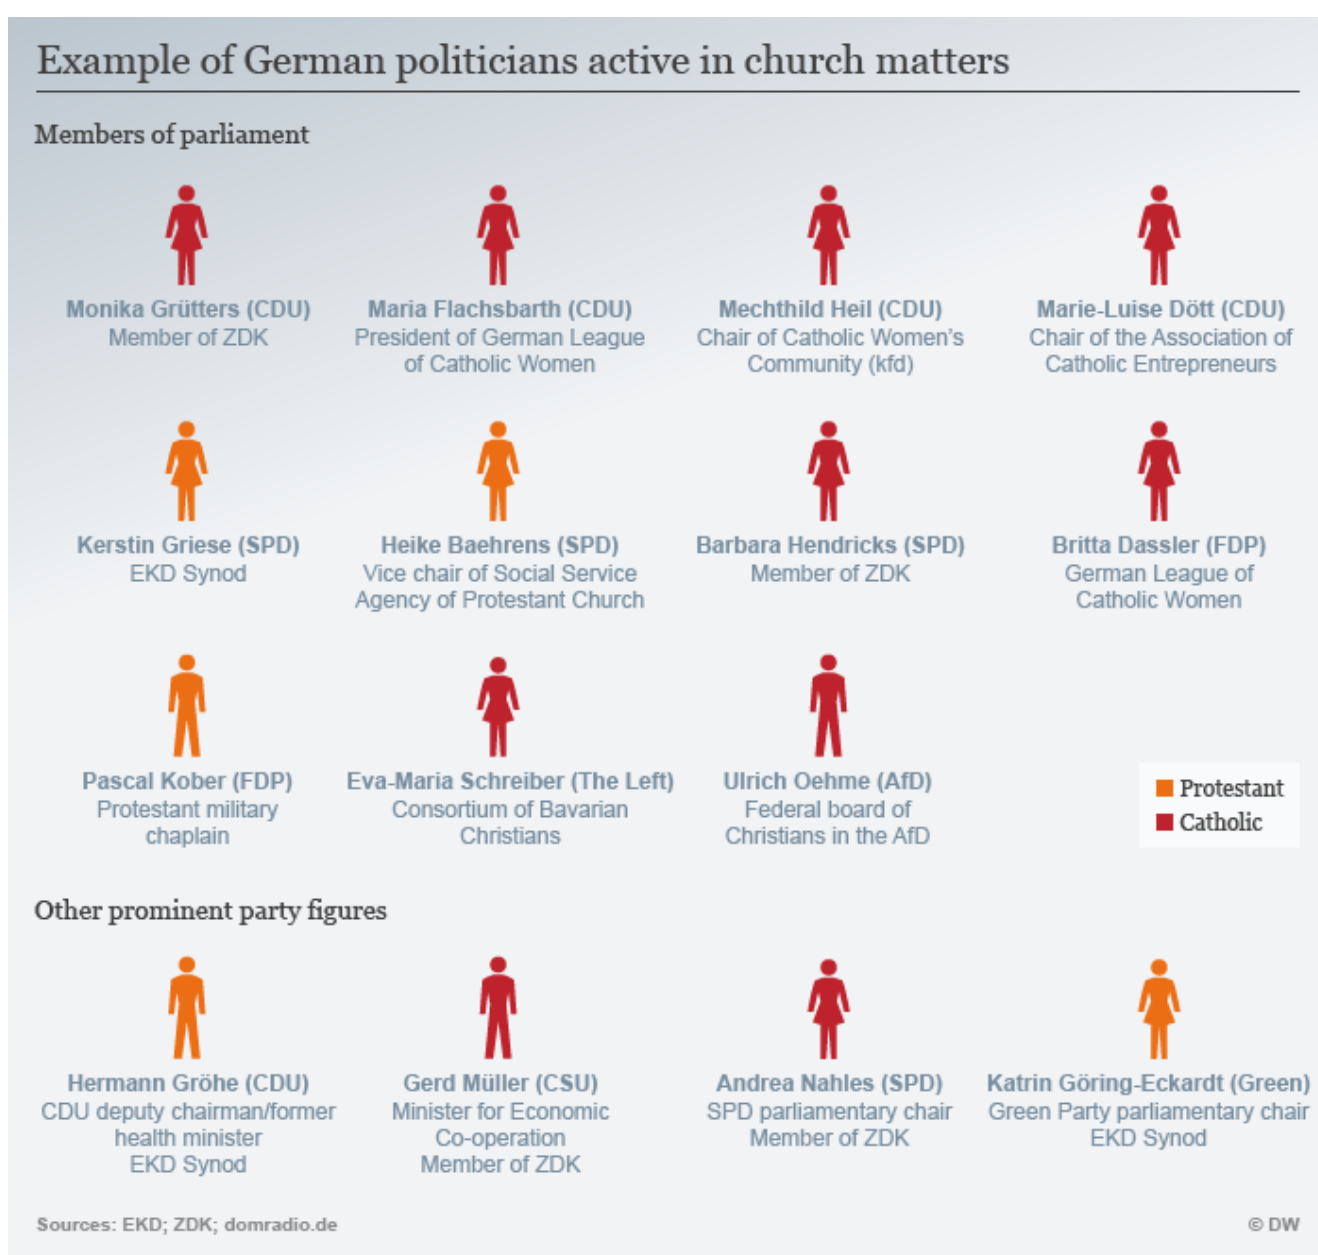 Example of German politicians active in church matters
Members of parliament
Monika Grütters (CDU)
Member of ZDK
Maria Flachsbarth (CDU)
President of German League
of Catholic Women
Mechthild Heil (CDU)
Chair of Catholic Women's
Community (kfd)
Marie-Luise Dött (CDU)
Chair of the Association of
Catholic Entrepreneurs
Kerstin Griese (SPD)
EKD Synod
Heike Baehrens (SPD)
Vice chair of Social Service
Agency of Protestant Church
Barbara Hendricks (SPD)
Member of ZDK
Britta Dassler (FDP)
German League of
Catholic Women
Pascal Kober (FDP)
Protestant military
chaplain
Eva-Maria Schreiber (The Left)
Consortium of Bavarian
Christians
Ulrich Oehme (AfD)
Federal board of
Christians in the AfD
Protestant
Catholic
Other prominent party figures
Hermann Gröhe (CDU)
CDU deputy chairman/former
health minister
EKD Synod
Gerd Müller (CSU)
Minister for Economic
Co-operation
Member of ZDK
Andrea Nahles (SPD)
SPD parliamentary chair
Member of ZDK
Katrin Göring-Eckardt (Green)
Green Party parliamentary chair
EKD Synod
Sources: EKD; ZDK; domradio.de
© DW